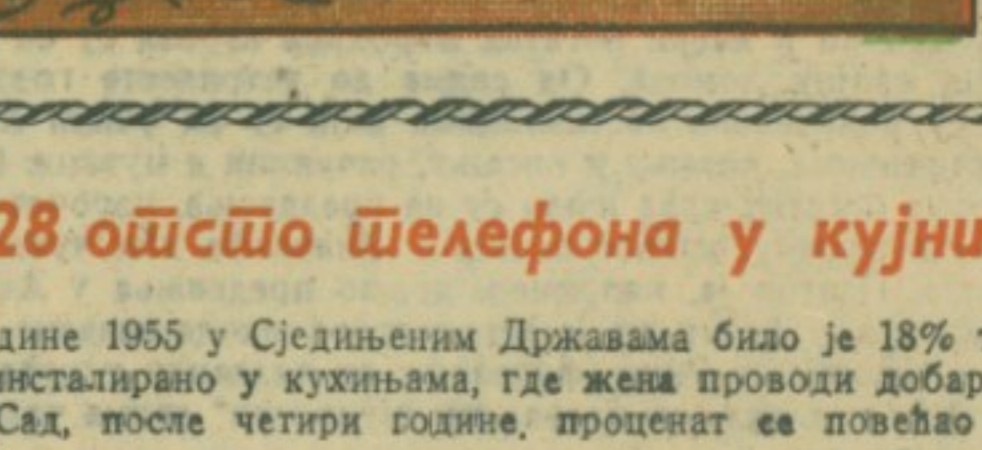 28 отсто телефона у кујни
дине 1955 у Сједињеним Државама било је 18%
инсталирано у кухињама, где жена проводи добар
Сад, после четири године, проценат се повећао